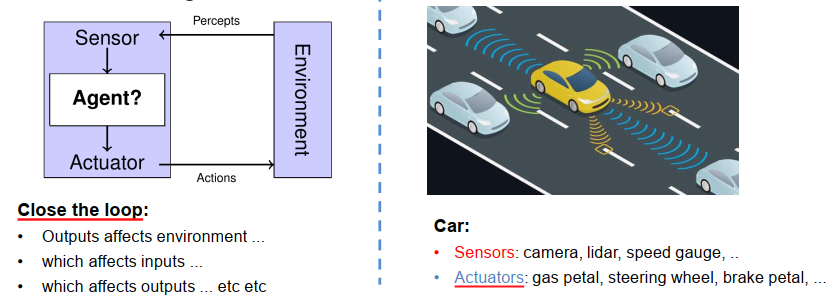 Sensor
Percepts
Agent?
Environment
Actuator
Actions
Close the loop:
• Outputs affects environment ...
• which affects inputs ...
• which affects outputs ... etc etc
Car:
• Sensors: camera, lidar, speed gauge, ..
• Actuators: gas petal, steering wheel, brake petal, ...